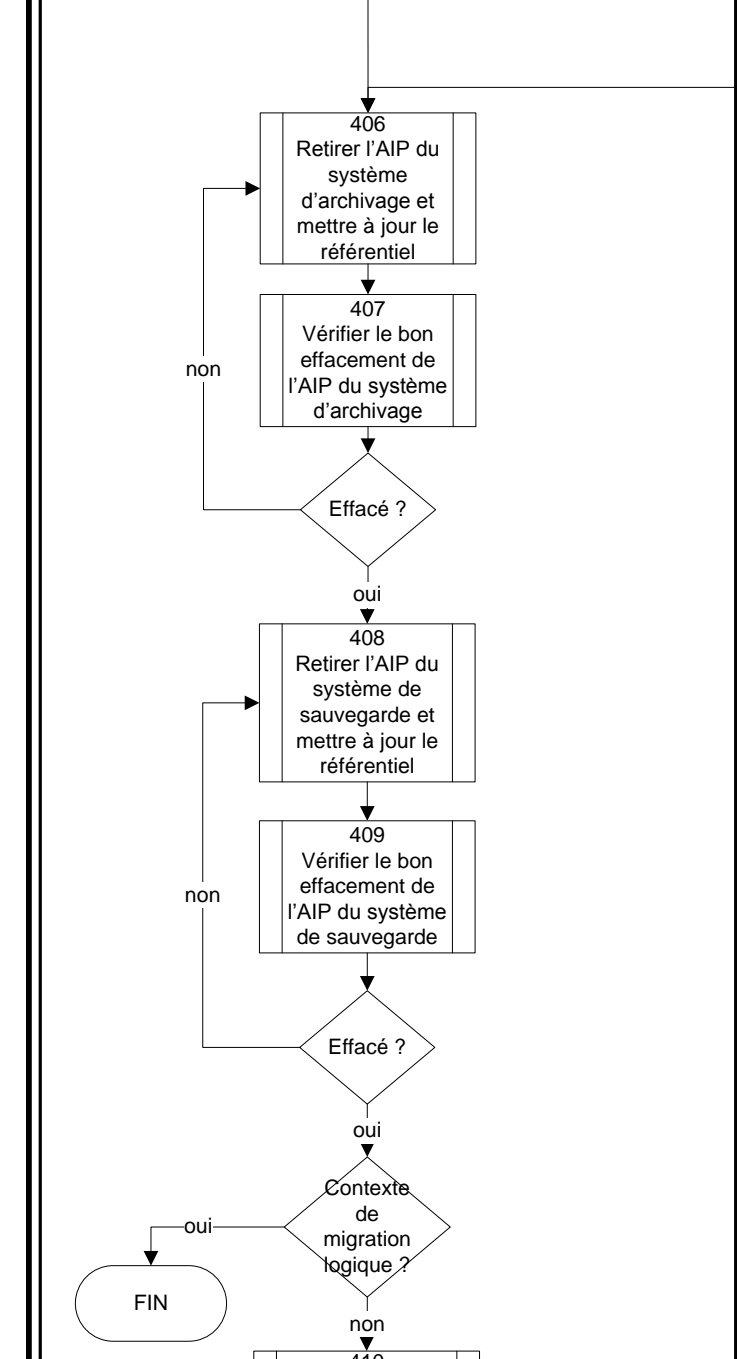 406
Retirer l'AIP du
système
d'archivage et
mettre à jour le
référentiel
407
Vérifier le bon
effacement de
l'AIP du système
d'archivage
non
Effacé ?
oui
408
Retirer l'AIP du
système de
sauvegarde et
mettre à jour le
référentiel
409
Vérifier le bon
effacement de
l'AIP du système
de sauvegarde
non
Effacé ?
oui
Contexte
de
migration
logique ?
oui
FIN
non
410